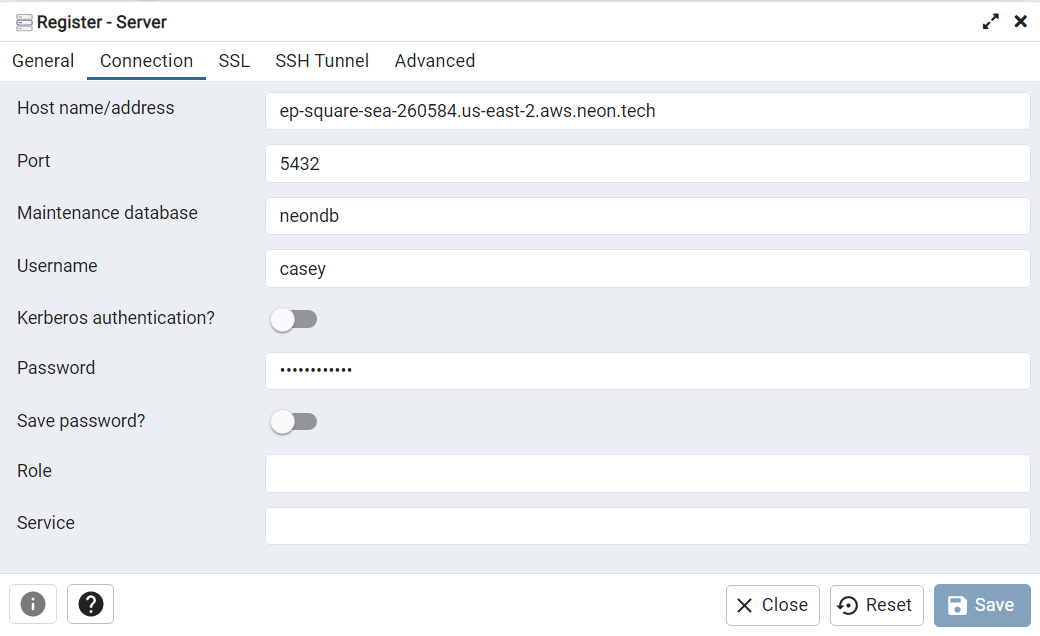 Register - Server
General Connection SSL SSH Tunnel Advanced
Host name/address ep-square-sea-260584.us-east-2.aws.neon.tech
Port 5432
Maintenance database neondb
Username casey
Kerberos authentication?
Password ••••••••••••
Save password?
Role
Service
Close Reset Save